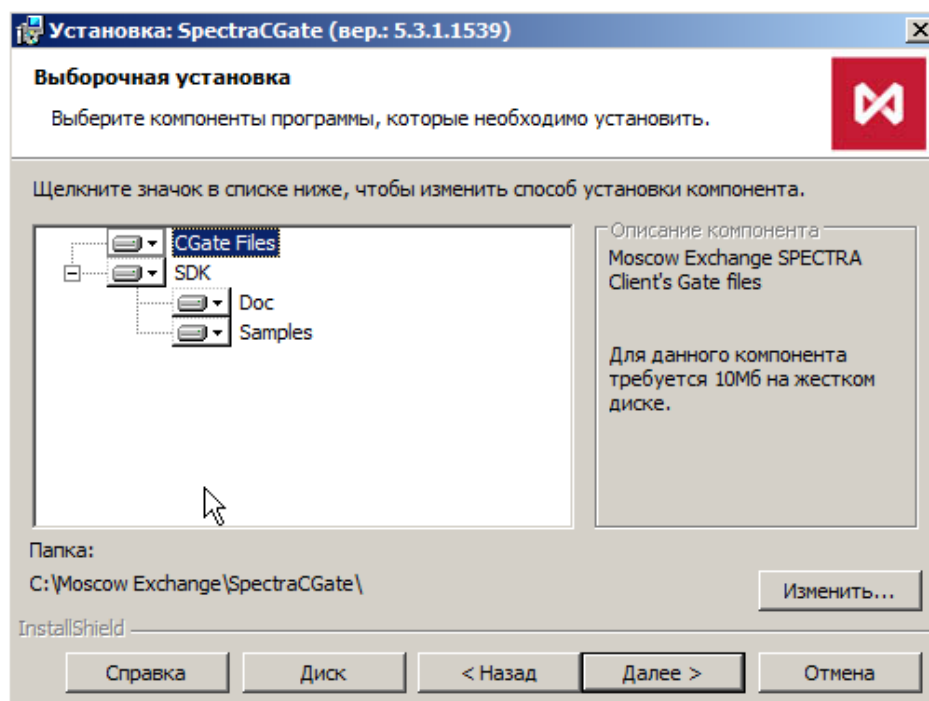 Установка: SpectraCGate (вер.: 5.3.1.1539)
Выборочная установка
Выберите компоненты программы, которые необходимо установить.
Щелкните значок в списке ниже, чтобы изменить способ установки компонента.
CGate Files
SDK
Doc
Samples
Описание компонента
Moscow Exchange SPECTRA
Client's Gate files
Для данного компонента
требуется 10Мб на жестком
диске.
Папка:
C:\Moscow Exchange\SpectraCGate\
Изменить...
InstallShield
Справка
Диск
< Назад
Далее >
Отмена